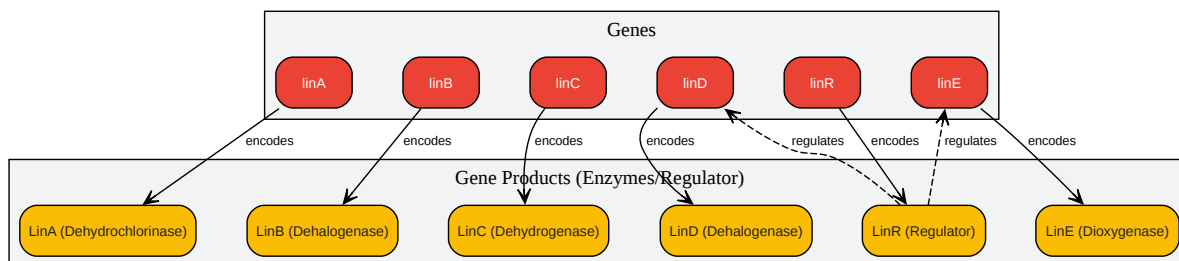 Genes
linA
linB
linC
linD
linR
linE
encodes
encodes
encodes
encodes
regulates
encodes
regulates
encodes
Gene Products (Enzymes/Regulator)
LinA (Dehydrochlorinase)
LinB (Dehalogenase)
LinC (Dehydrogenase)
LinD (Dehalogenase)
LinR (Regulator)
LinE (Dioxygenase)